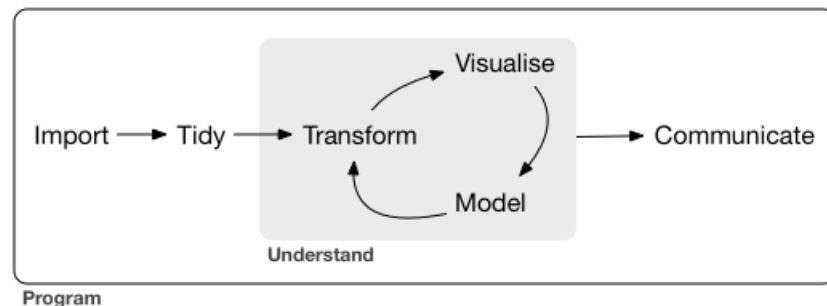 Visualise
Import
Tidy
Transform
Communicate
Model
Understand
Program